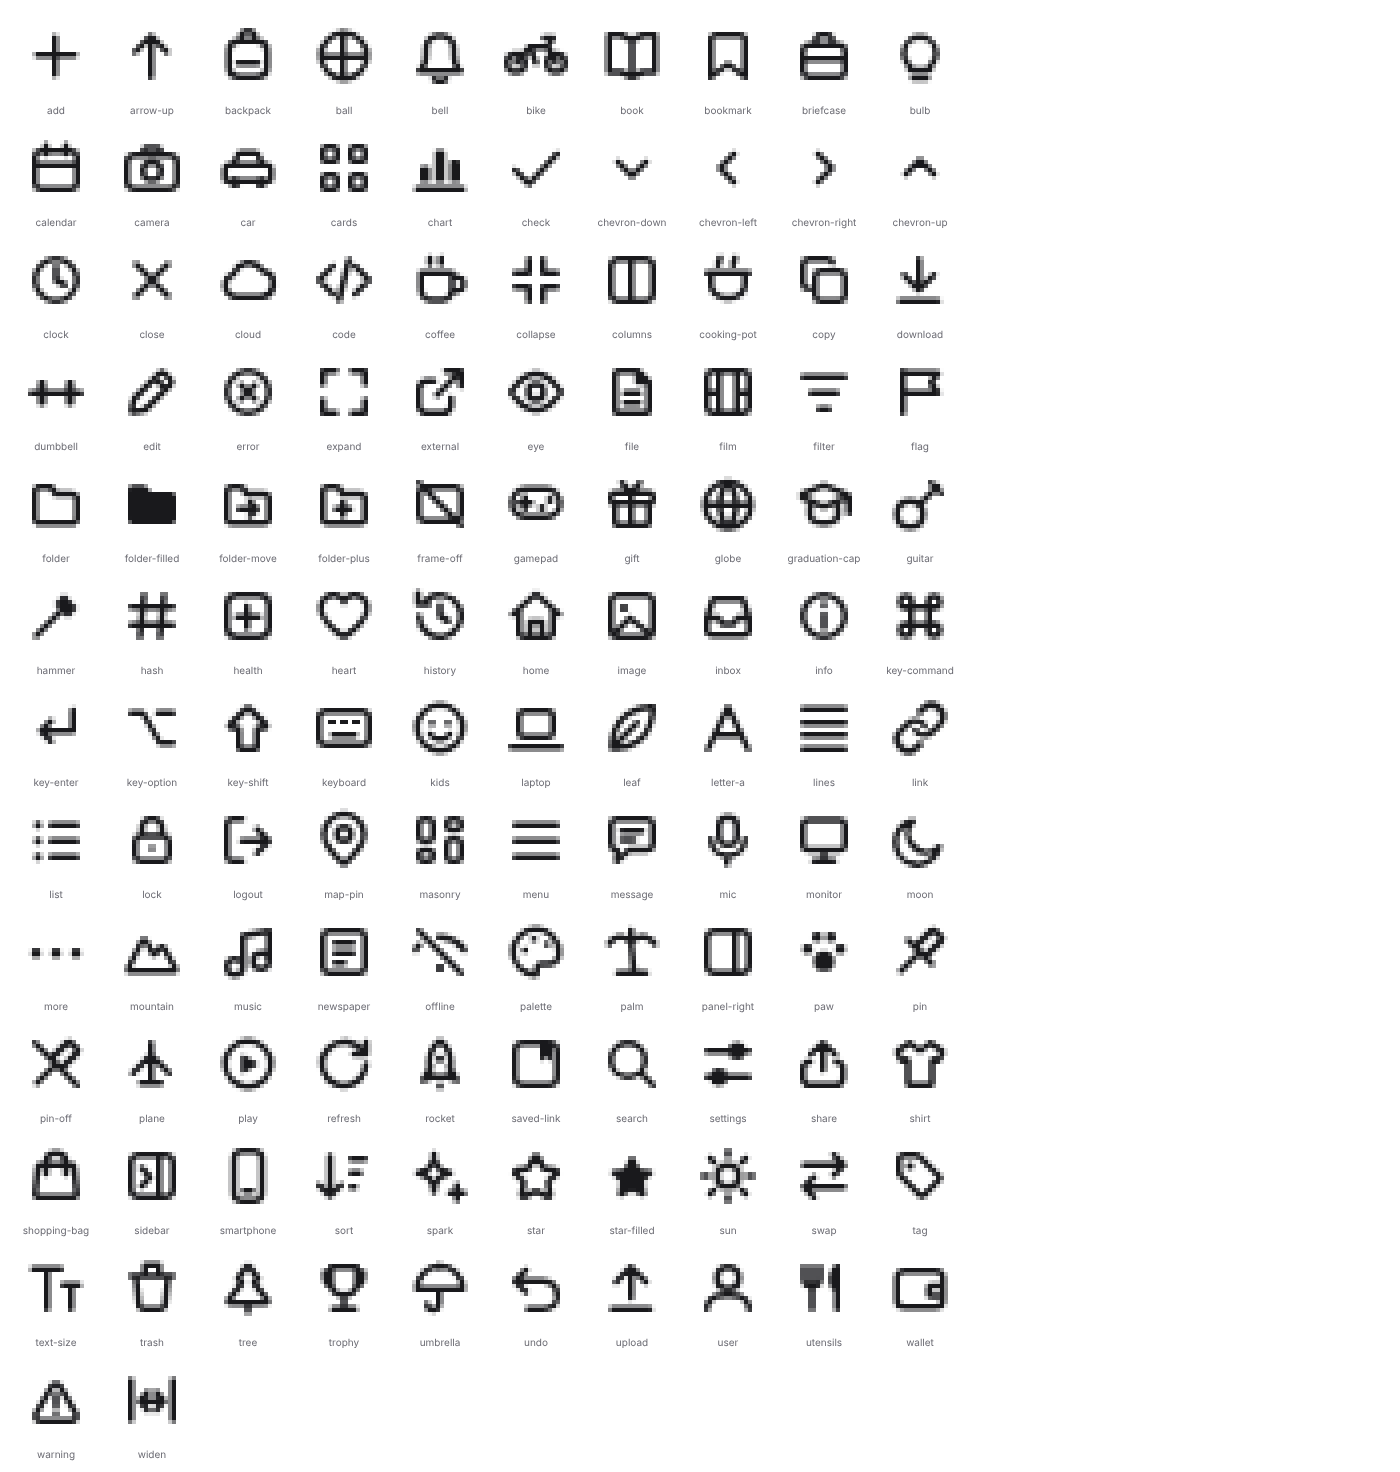 add arrow-up backpack ball bell bike book bookmark briefcase bulb
calendar camera car cards chart check chevron-down chevron-left chevron-right chevron-up
clock close cloud code coffee collapse columns cooking-pot copy download
dumbbell edit error expand external eye file film filter flag
folder folder-filled folder-move folder-plus frame-off gamepad gift globe graduation-cap guitar
hammer hash health heart history home image inbox info key-command
key-enter key-option key-shift keyboard kids laptop leaf letter-a lines link
list lock logout map-pin masonry menu message mic monitor moon
more mountain music newspaper offline palette palm panel-right paw pin
pin-off plane play refresh rocket saved-link search settings share shirt
shopping-bag sidebar smartphone sort spark star star-filled sun swap tag
text-size trash tree trophy umbrella undo upload user utensils wallet
warning widen